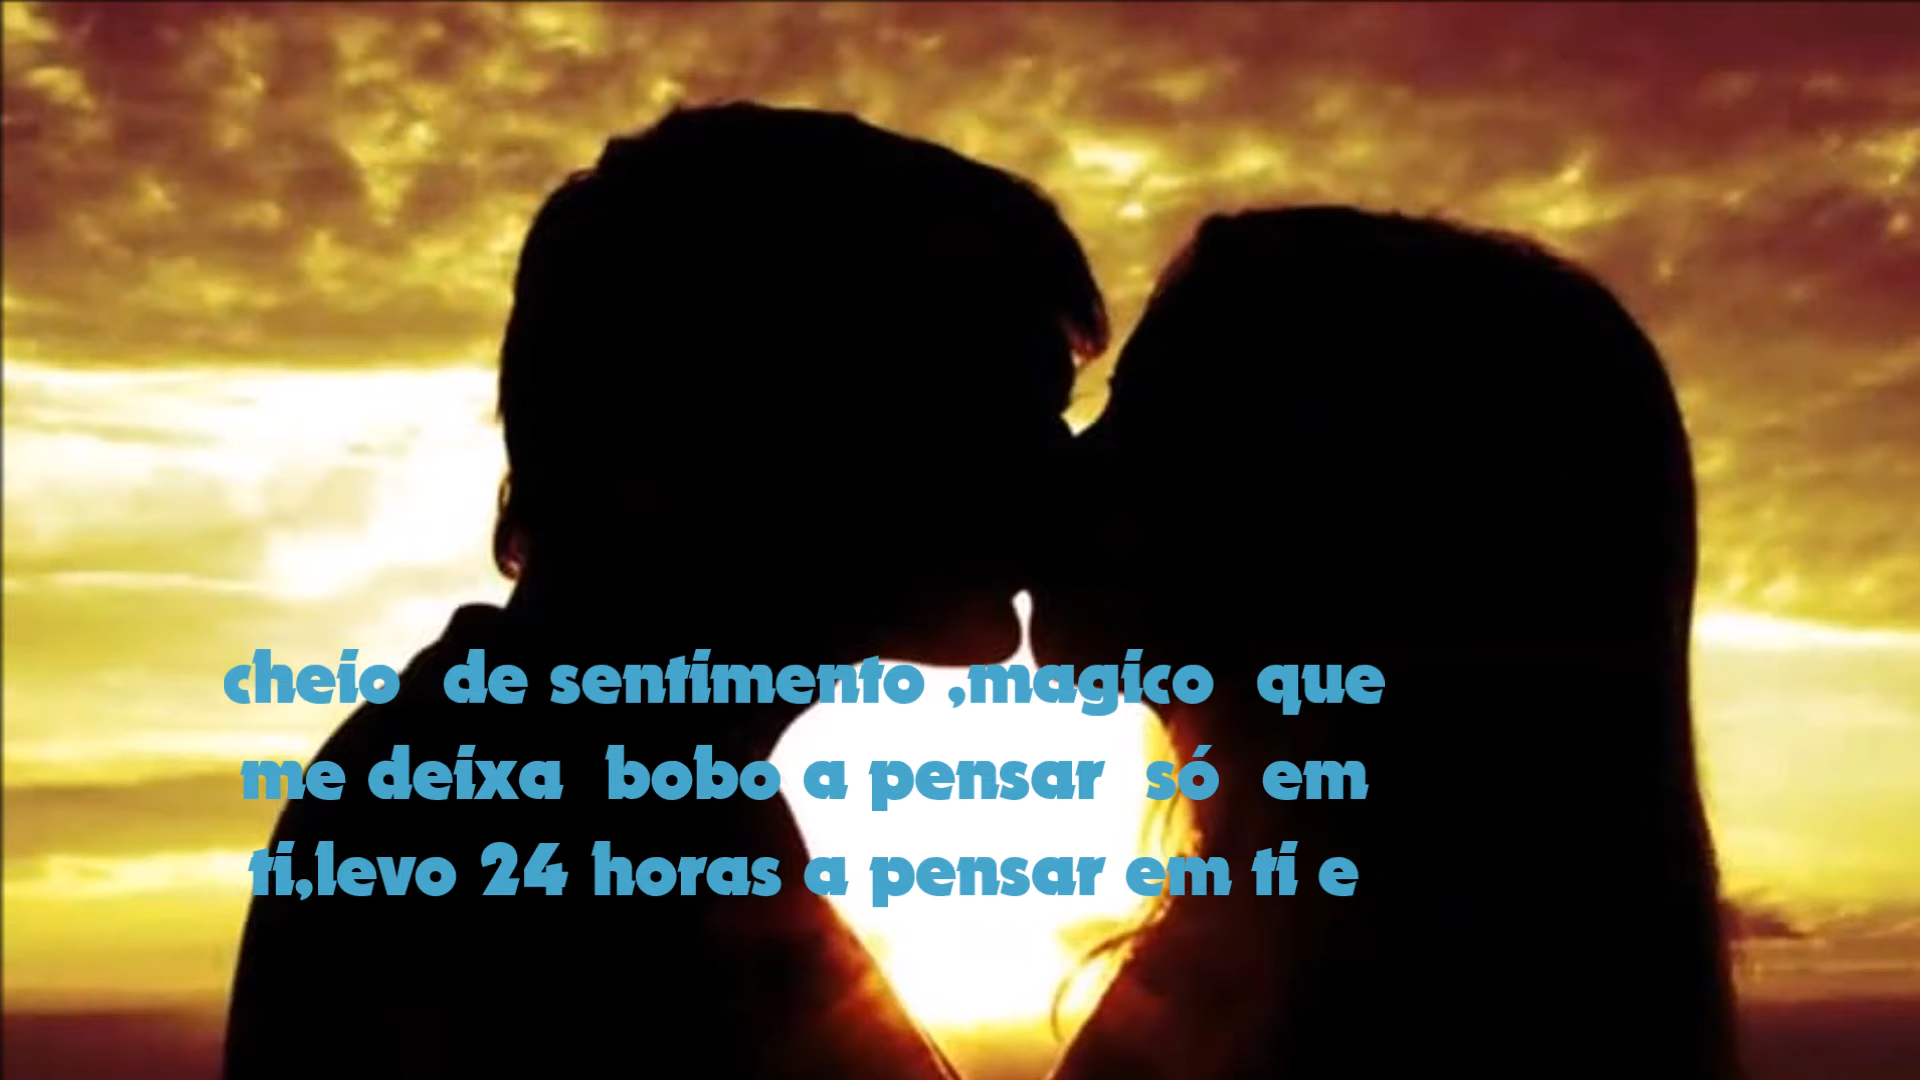 cheio de sentimento ,magico que
me deixa bobo a pensar só em
ti,levo 24 horas a pensar em ti e